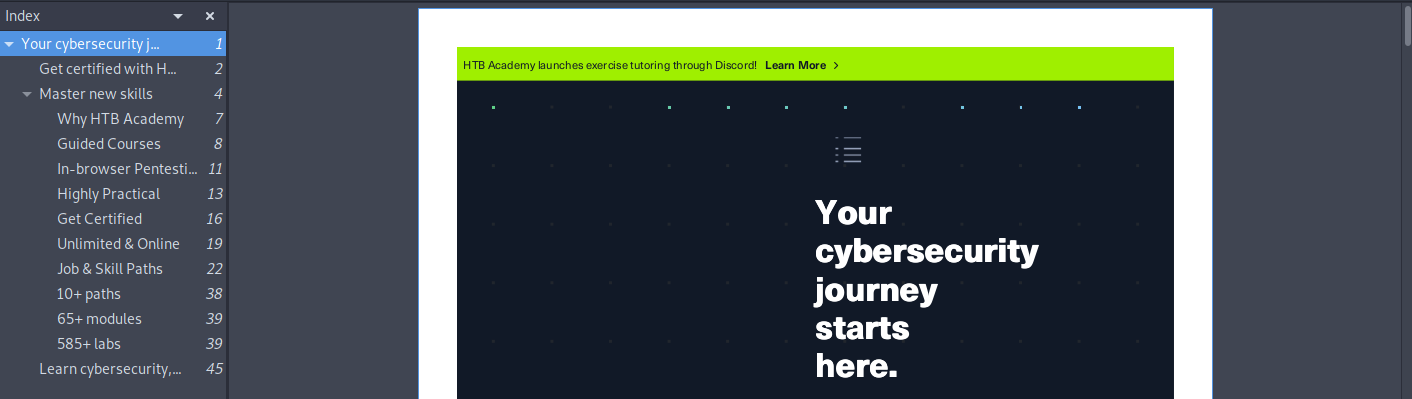 Index
Your cybersecurity j... 1
Get certified with H... 2
Master new skills 4
Why HTB Academy 7
Guided Courses 8
In-browser Pentesti... 11
Highly Practical 13
Get Certified 16
Unlimited & Online 19
Job & Skill Paths 22
10+ paths 38
65+ modules 39
585+ labs 39
Learn cybersecurity,... 45
HTB Academy launches exercise tutoring through Discord! Learn More >
Your
cybersecurity
journey
starts
here.